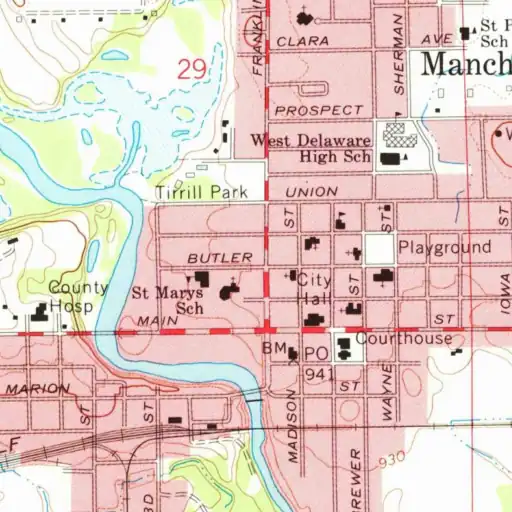 FRANKLIN
CLARA
AVE
SHERMAN
St P
Sch
Manch
29
PROSPECT
West Delaware
High Sch
W
Tirrill Park
UNION
ST
ST
Playground
BUTLER
County
Hosp
St Marys
Sch
City
Hall
ST
IOWA
MAIN
ST
BM
PO
941
Courthouse
MARION
ST
ST
ST
MADISON
WAYNE
930
BREWER
F